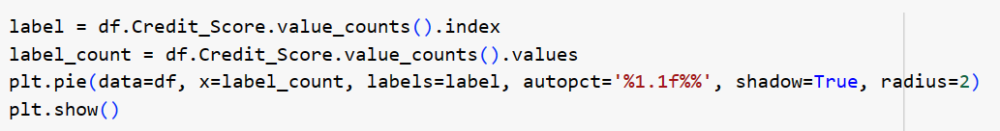 label = df.Credit_Score.value_counts().index
label_count = df.Credit_Score.value_counts().values
plt.pie(data=df, x=label_count, labels=label, autopct='%1.1f%%', shadow=True, radius=2)
plt.show()